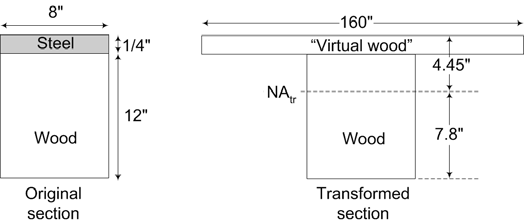 8"
Steel
1/4"
12"
Wood
Original
section
160"
“Virtual wood”
4.45"
NAtr
7.8"
Wood
Transformed
section